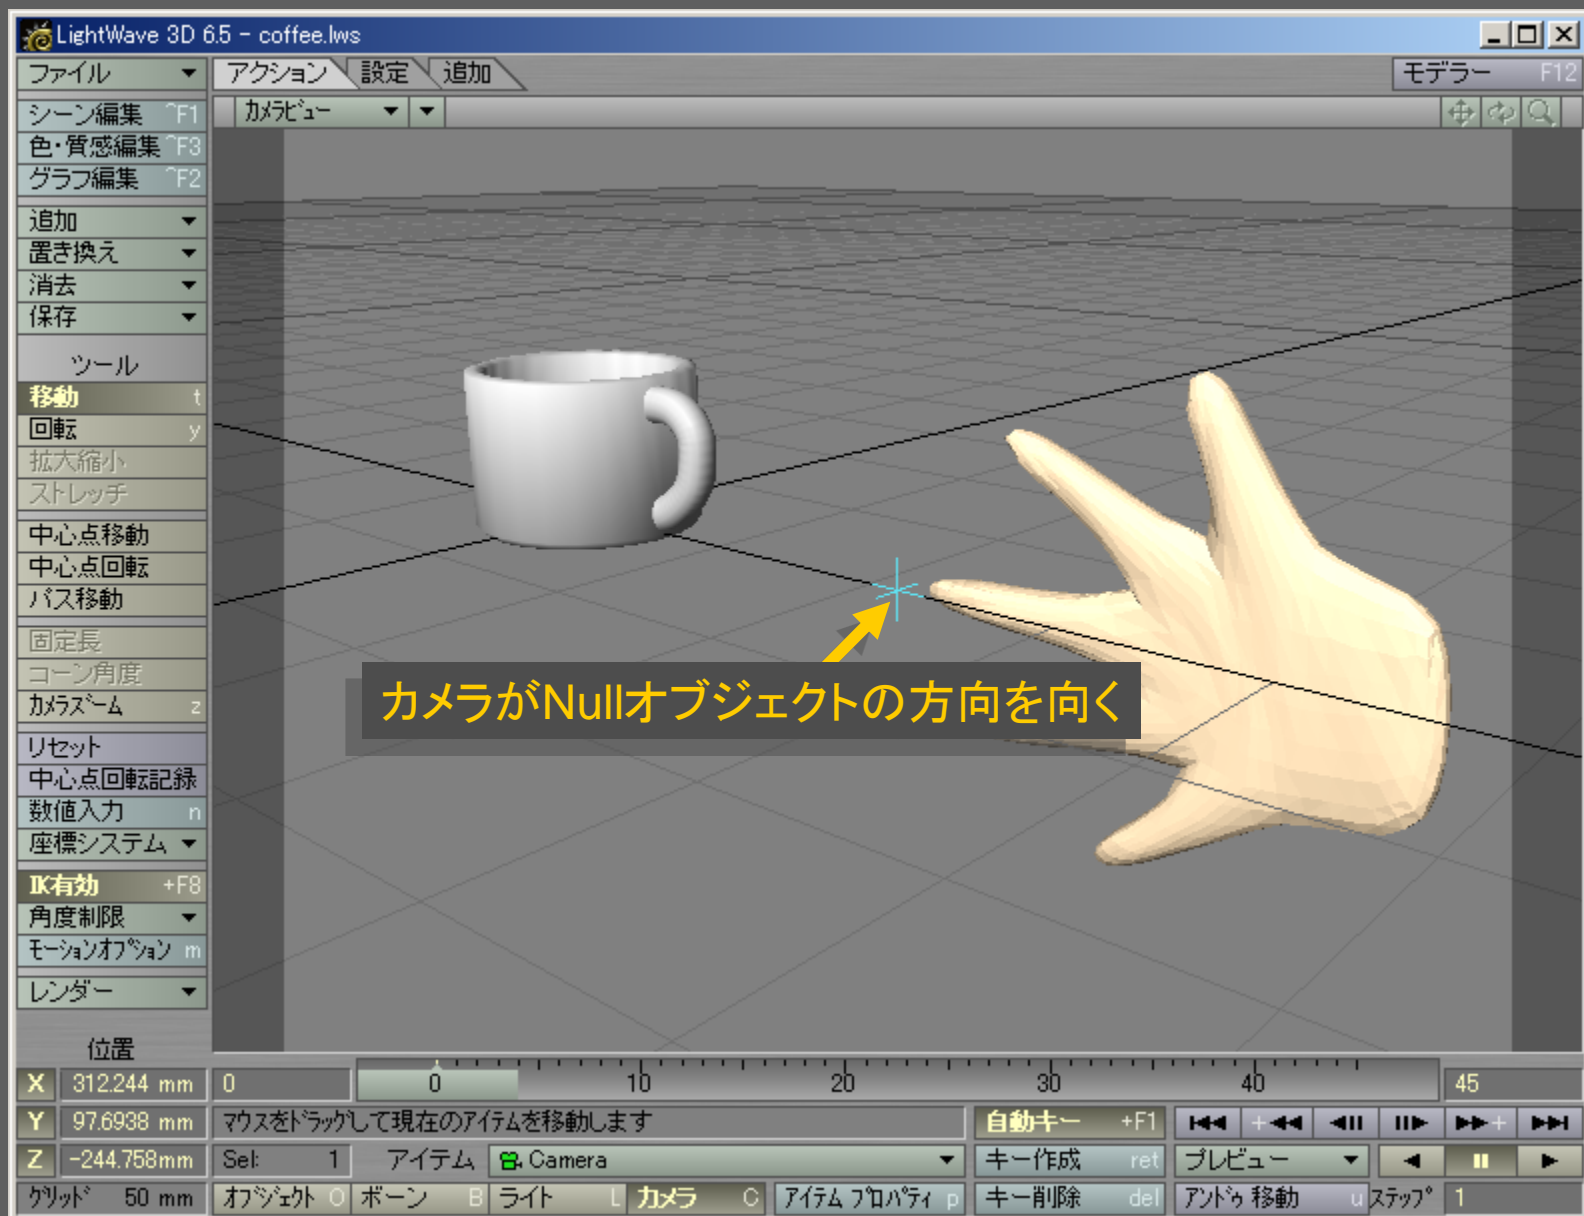 LightWave 3D 6.5 - coffee.lws
ファイル
アクション 設定 追加
モデラー F12
カメラビュー
シーン編集 ^F1
色・質感編集 ^F3
グラフ編集 ^F2
追加
置き換え
消去
保存
ツール
移動 t
回転 y
拡大縮小
ストレッチ
中心点移動
中心点回転
パス移動
固定長
コーン角度
カメラズーム z
リセット
中心点回転記録
数値入力 n
座標システム
IK有効 +F8
角度制限
モーションオプション m
レンダー
カメラがNullオブジェクトの方向を向く
位置
X 312.244 mm 0 0 10 20 30 40 45
Y 97.6938 mm マウスをドラッグして現在のアイテムを移動します 自動キー +F1
Z -244.758mm Sel: 1 アイテム Camera キー作成 ret プレビュー
グリッド 50 mm オブジェクト O ボーン B ライト L カメラ C アイテム プロパティ p キー削除 del アンドゥ 移動 u ステップ 1